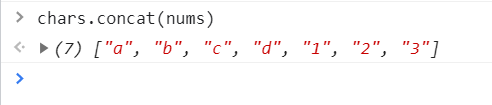 chars.concat(nums)
(7) ["a", "b", "c", "d", "1", "2", "3"]